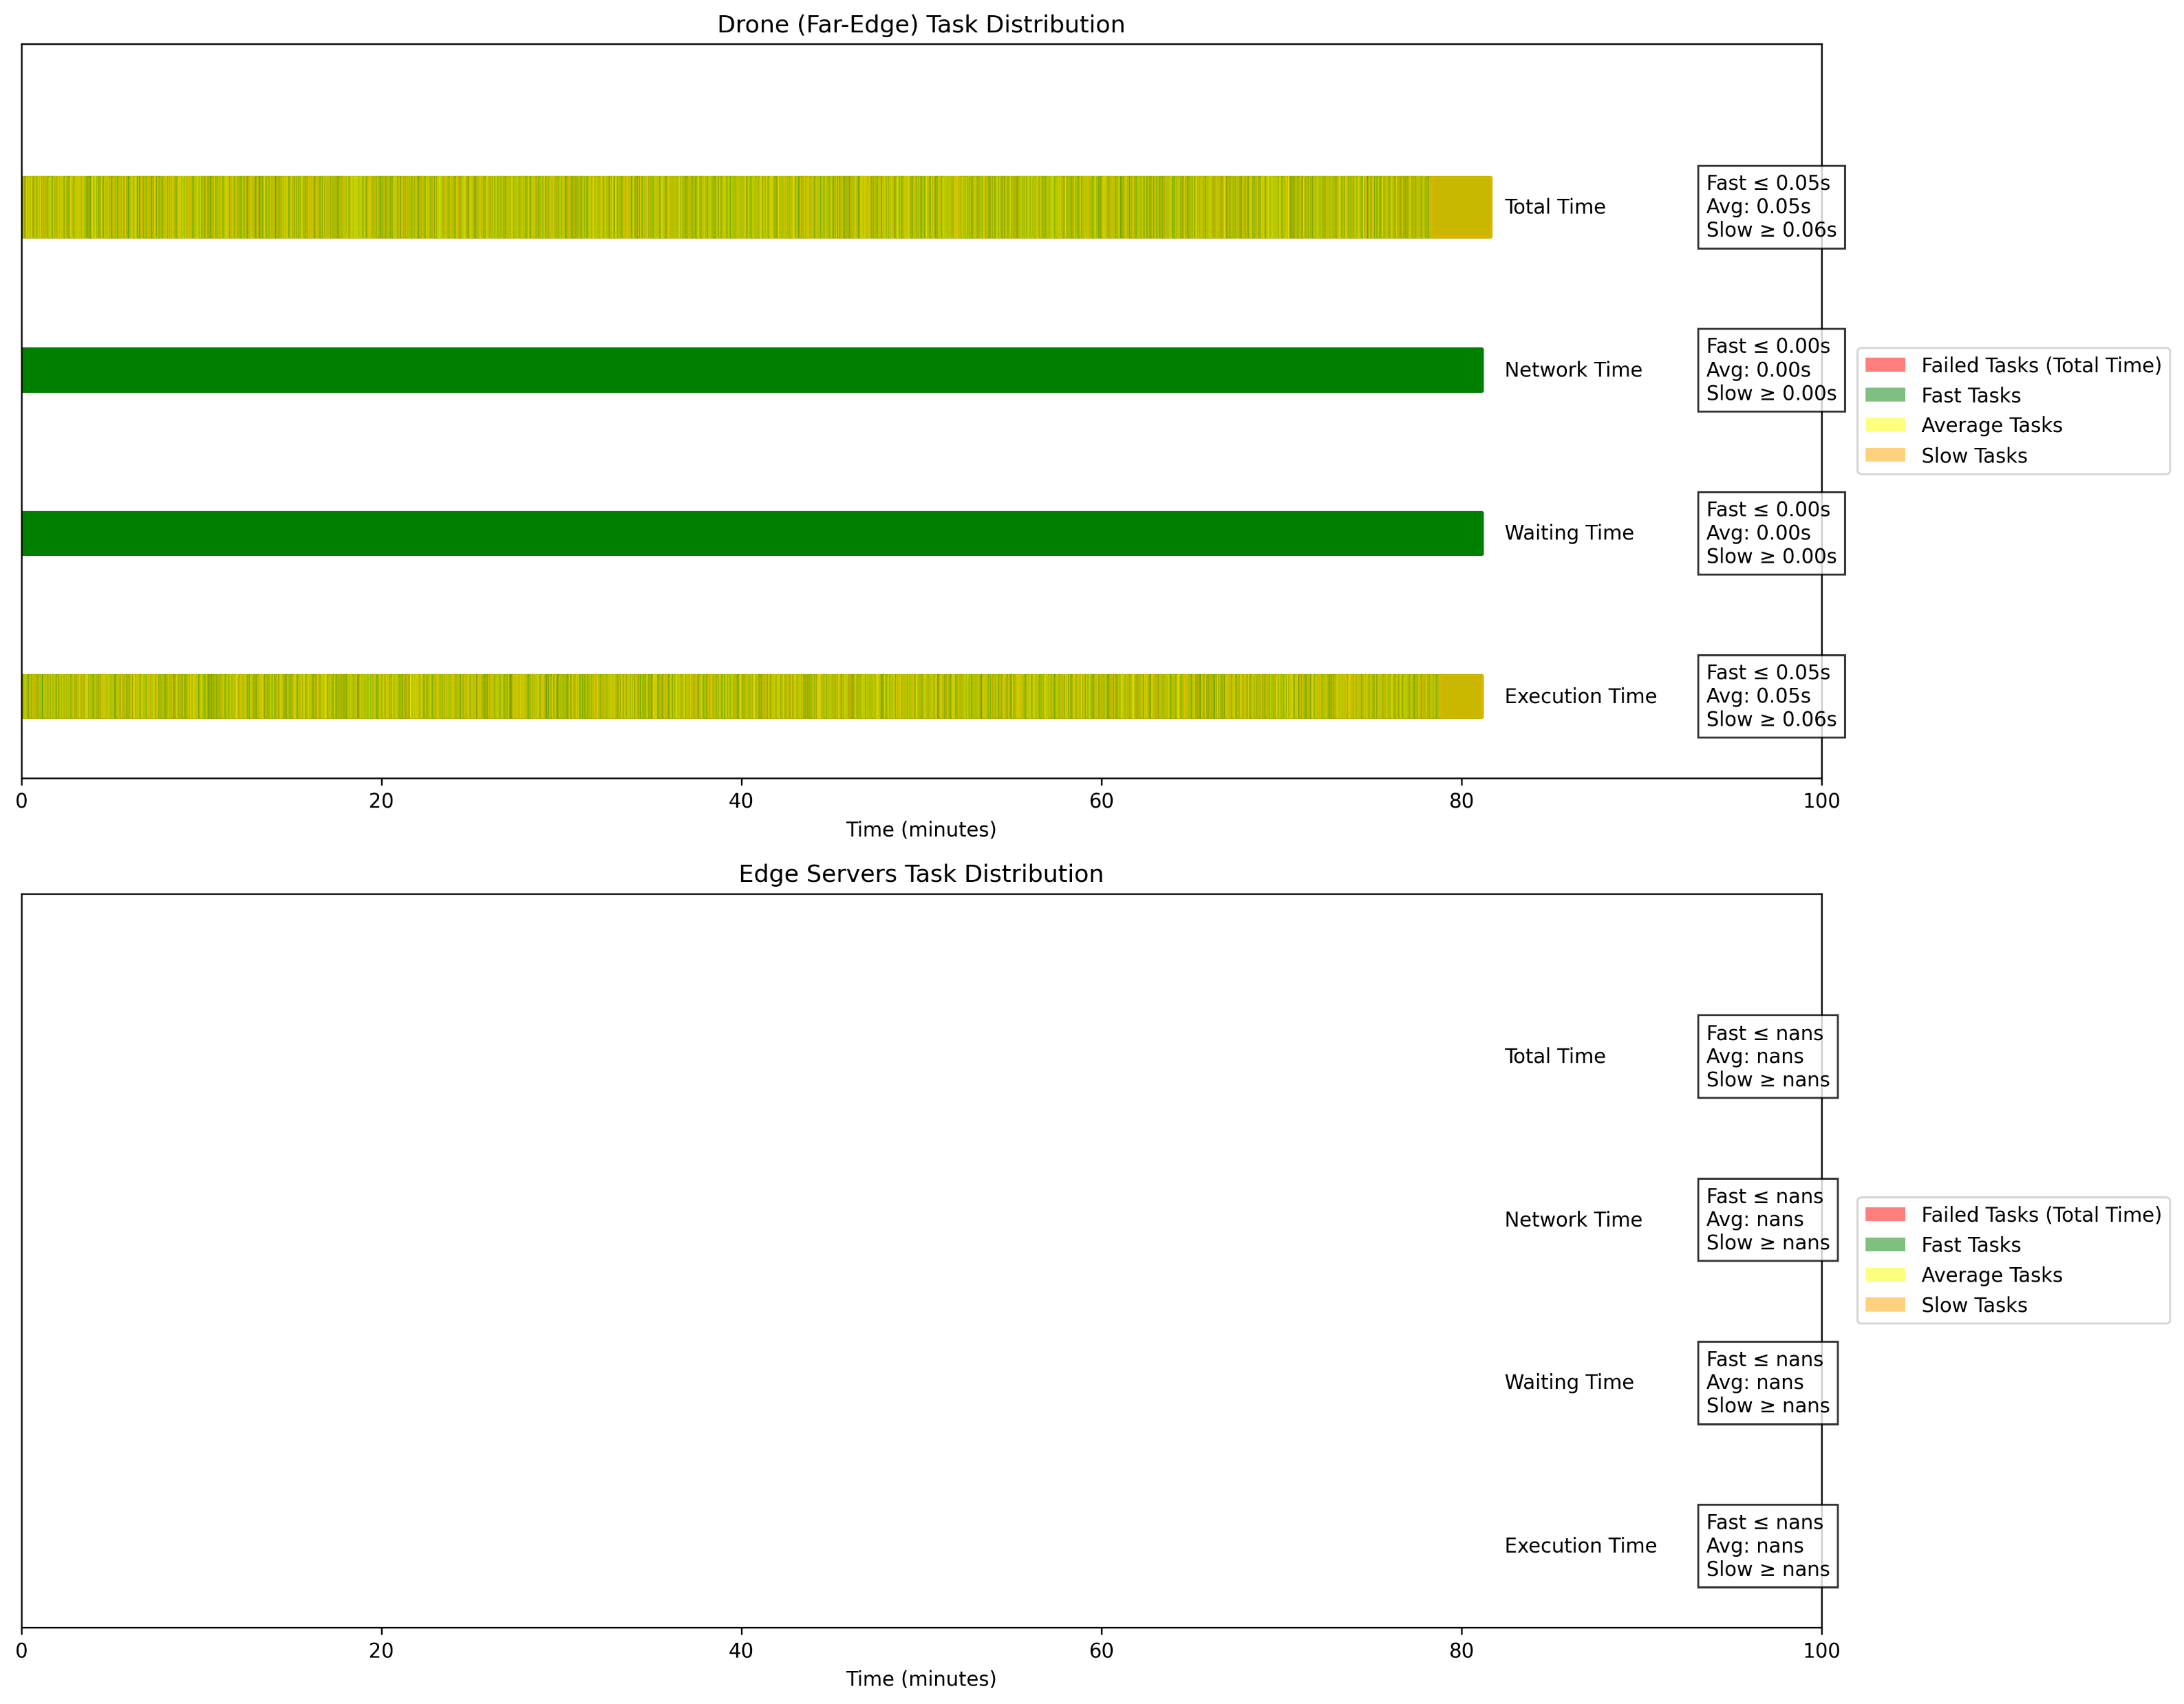 Drone (Far-Edge) Task Distribution
Total Time
Fast ≤ 0.05s
Avg: 0.05s
Slow ≥ 0.06s
Network Time
Fast ≤ 0.00s
Avg: 0.00s
Slow ≥ 0.00s
Failed Tasks (Total Time)
Fast Tasks
Average Tasks
Slow Tasks
Waiting Time
Fast ≤ 0.00s
Avg: 0.00s
Slow ≥ 0.00s
Execution Time
Fast ≤ 0.05s
Avg: 0.05s
Slow ≥ 0.06s
0 20 40 60 80 100
Time (minutes)
Edge Servers Task Distribution
Total Time
Fast ≤ nans
Avg: nans
Slow ≥ nans
Network Time
Fast ≤ nans
Avg: nans
Slow ≥ nans
Failed Tasks (Total Time)
Fast Tasks
Average Tasks
Slow Tasks
Waiting Time
Fast ≤ nans
Avg: nans
Slow ≥ nans
Execution Time
Fast ≤ nans
Avg: nans
Slow ≥ nans
0 20 40 60 80 100
Time (minutes)